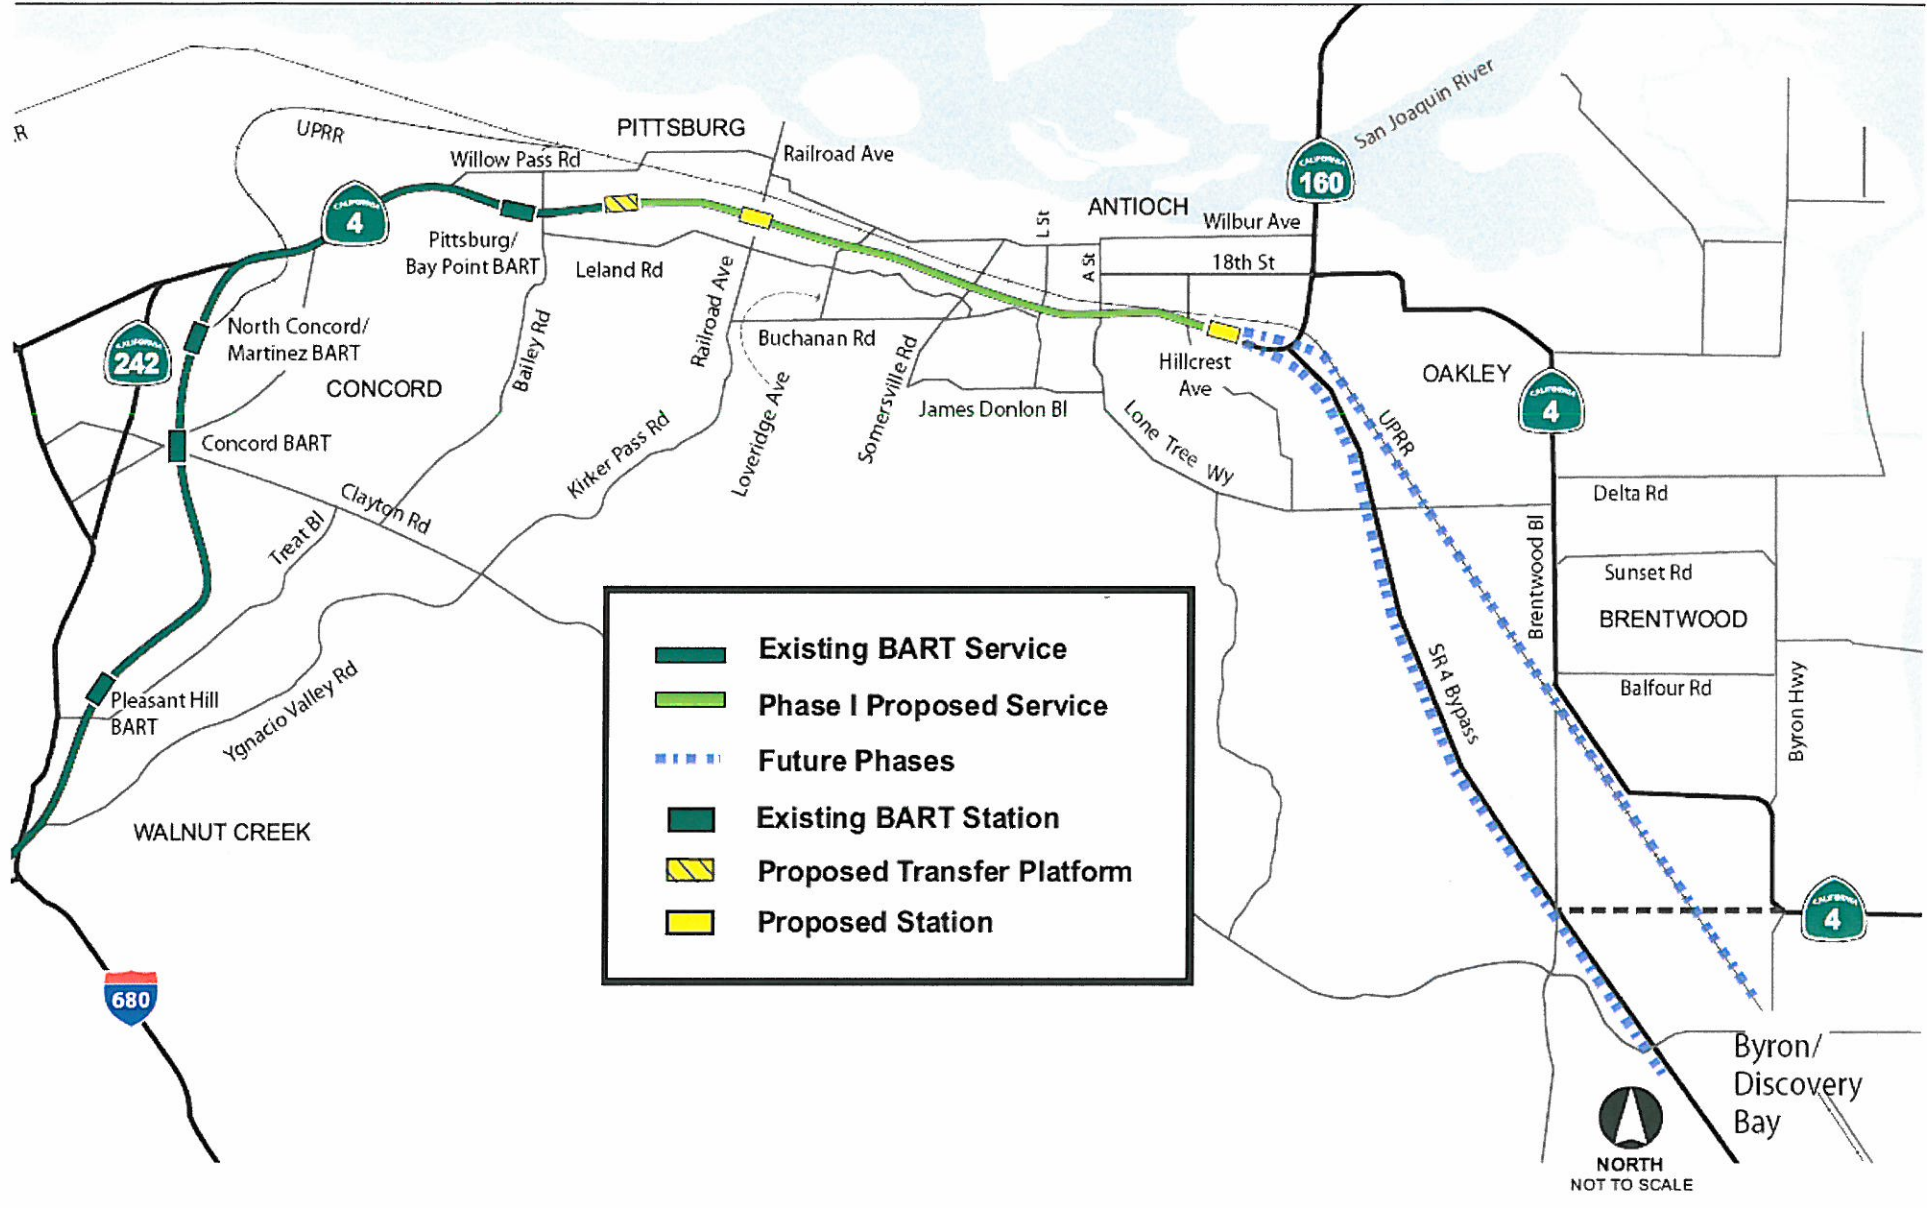 San Joaquin River
R
UPRR
PITTSBURG
Willow Pass Rd
Railroad Ave
CALIFORNIA
160
CALIFORNIA
4
ANTIOCH
L St
Wilbur Ave
A St
18th St
Pittsburg/
Bay Point BART
Leland Rd
Railroad Ave
North Concord/
Martinez BART
CALIFORNIA
242
CONCORD
Bailey Rd
Buchanan Rd
Somersville Rd
Hillcrest
Ave
OAKLEY
CALIFORNIA
4
James Donlon Bl
Lone Tree Wy
UPRR
Concord BART
Kirker Pass Rd
Loveridge Ave
Clayton Rd
Treat Bl
Delta Rd
Brentwood Bl
Sunset Rd
BRENTWOOD
Balfour Rd
SR 4 Bypass
Byron Hwy
Pleasant Hill
BART
Ygnacio Valley Rd
WALNUT CREEK
Existing BART Service
Phase I Proposed Service
Future Phases
Existing BART Station
Proposed Transfer Platform
Proposed Station
CALIFORNIA
4
680
Byron/
Discovery
Bay
NORTH
NOT TO SCALE